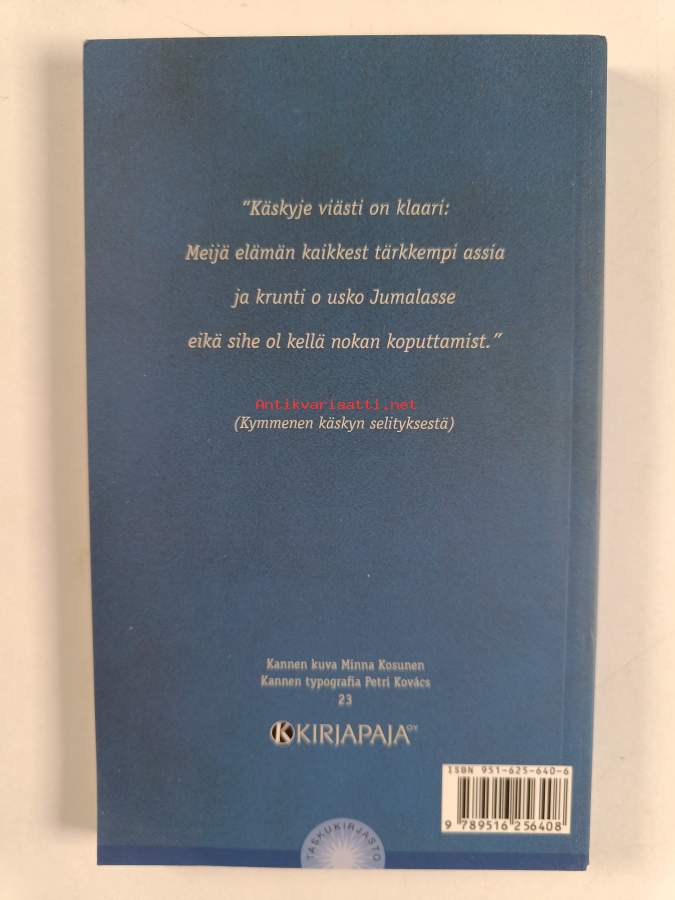 "Käskyje viästi on klaari:
Meijä elämän kaikkest tärkkempi assia
ja krunti o usko Jumalasse
eikä sihe ol kellä nokan koputtamist."
Antikvariaatti.net
(Kymmenen käskyn selityksestä)
Kannen kuva Minna Kosunen
Kannen typografia Petri Kovács
23
KIRJAPAJA OY
ISBN 951-625-640-6
9 789516 256408
TASKUKIRJASTO